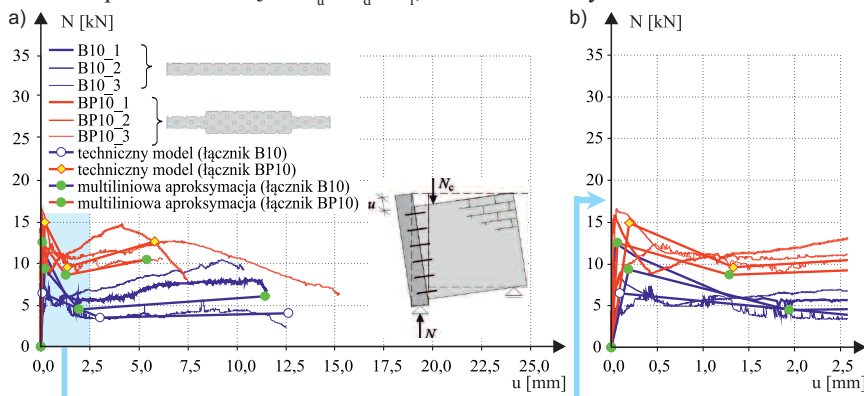 a)
N [kN]
35
30
25
20
15
10
5
0
B10_1
B10_2
B10_3
BP10_1
BP10_2
BP10_3
techniczny model (łącznik B10)
techniczny model (łącznik BP10)
multiliniowa aproksymacja (łącznik B10)
multiliniowa aproksymacja (łącznik BP10)
u
Nc
N
0,0 2,5 5,0 7,5 10,0 12,5 15,0 17,5 20,0 22,5 25,0
u [mm]
b)
N [kN]
35
30
25
20
15
10
5
0
0,0 0,5 1,0 1,5 2,0 2,5
u [mm]